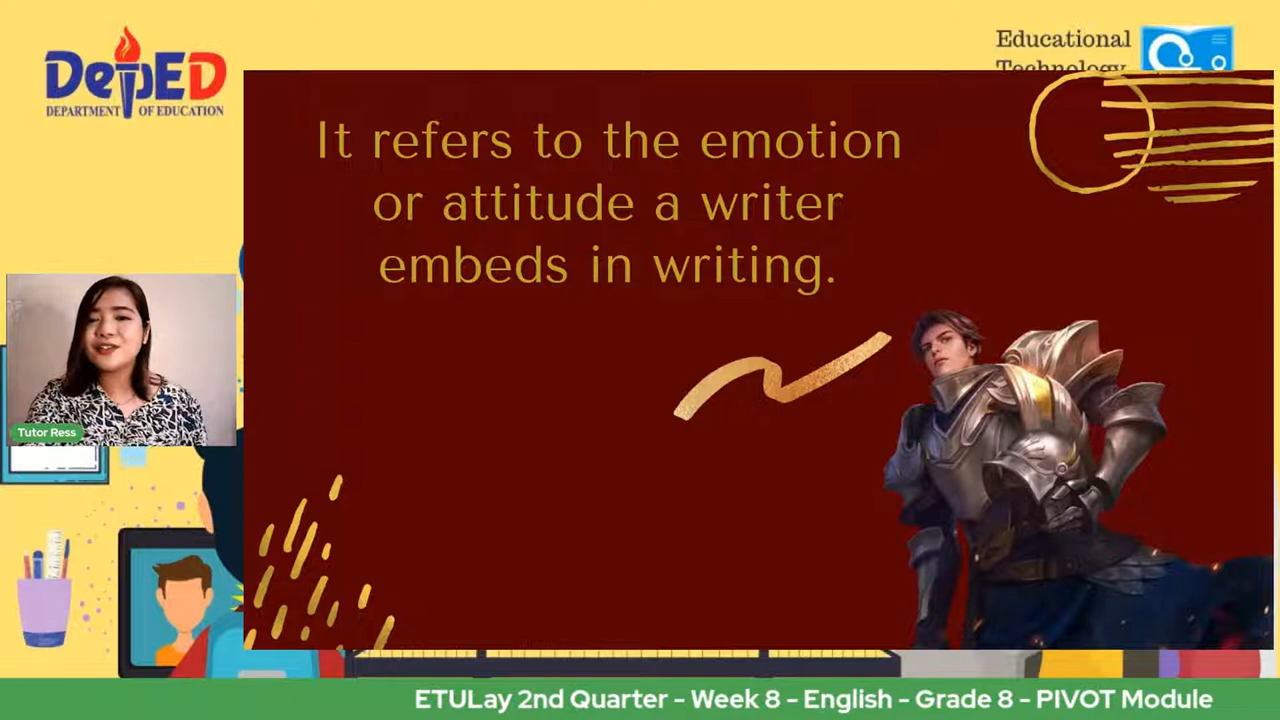 DepED
DEPARTMENT OF EDUCATION
Educational
Technology
It refers to the emotion
or attitude a writer
embeds in writing.
Tutor Ress
ETULay 2nd Quarter - Week 8 - English - Grade 8 - PIVOT Module